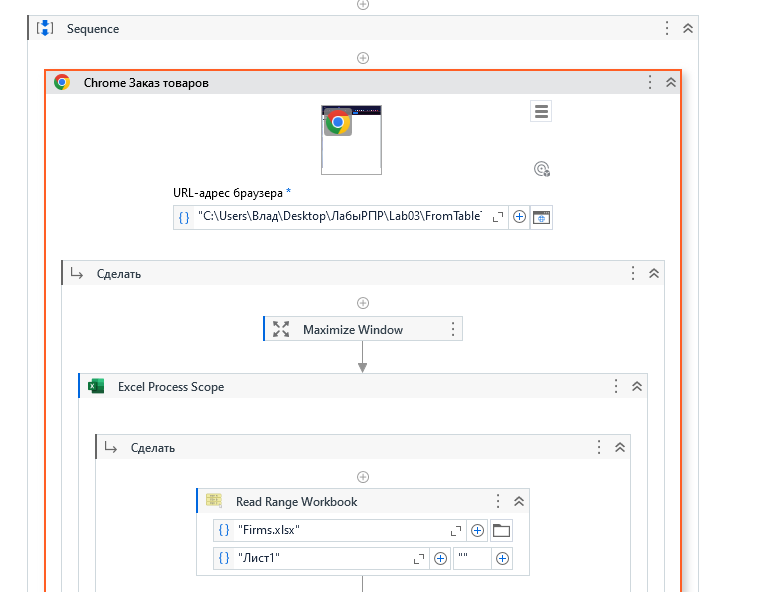 Sequence
Chrome Заказ товаров
URL-адрес браузера *
"C:\Users\Влад\Desktop\ЛабыРПР\Lab03\FromTable
Сделать
Maximize Window
Excel Process Scope
Сделать
Read Range Workbook
"Firms.xlsx"
"Лист1" ""